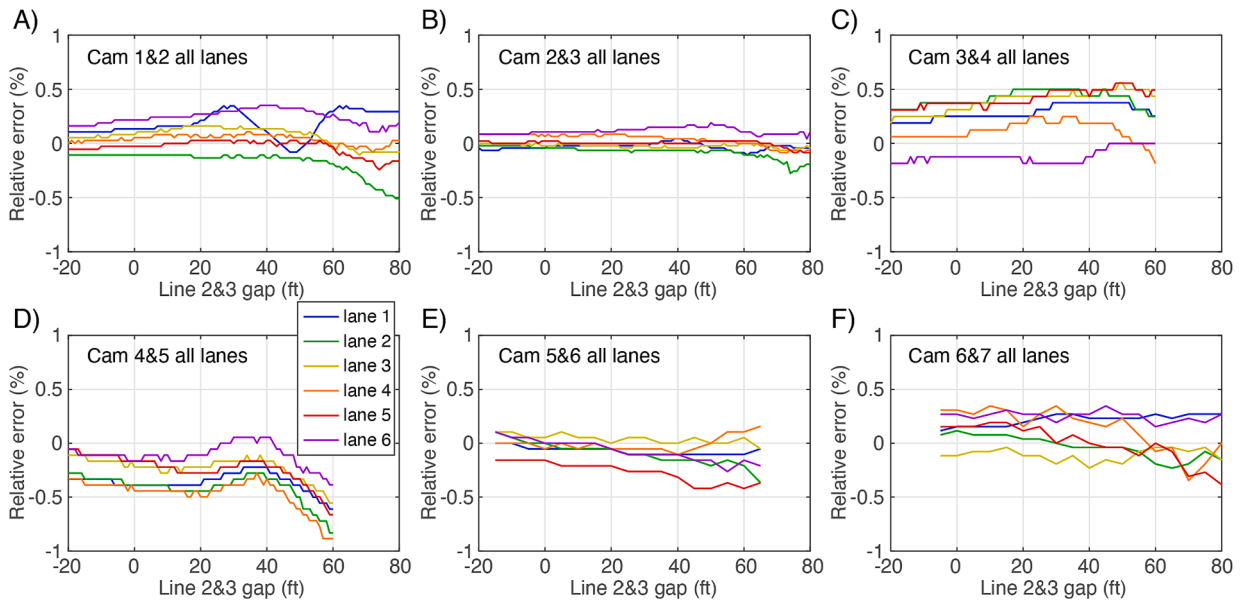 A)
Cam 1&2 all lanes
1
0.5
0
-0.5
-1
Relative error (%)
-20 0 20 40 60 80
Line 2&3 gap (ft)
B)
Cam 2&3 all lanes
1
0.5
0
-0.5
-1
Relative error (%)
-20 0 20 40 60 80
Line 2&3 gap (ft)
C)
Cam 3&4 all lanes
1
0.5
0
-0.5
-1
Relative error (%)
-20 0 20 40 60 80
Line 2&3 gap (ft)
D)
Cam 4&5 all lanes
1
0.5
0
-0.5
-1
Relative error (%)
-20 0 20 40 60 80
Line 2&3 gap (ft)
lane 1
lane 2
lane 3
lane 4
lane 5
lane 6
E)
Cam 5&6 all lanes
1
0.5
0
-0.5
-1
Relative error (%)
-20 0 20 40 60 80
Line 2&3 gap (ft)
F)
Cam 6&7 all lanes
1
0.5
0
-0.5
-1
Relative error (%)
-20 0 20 40 60 80
Line 2&3 gap (ft)